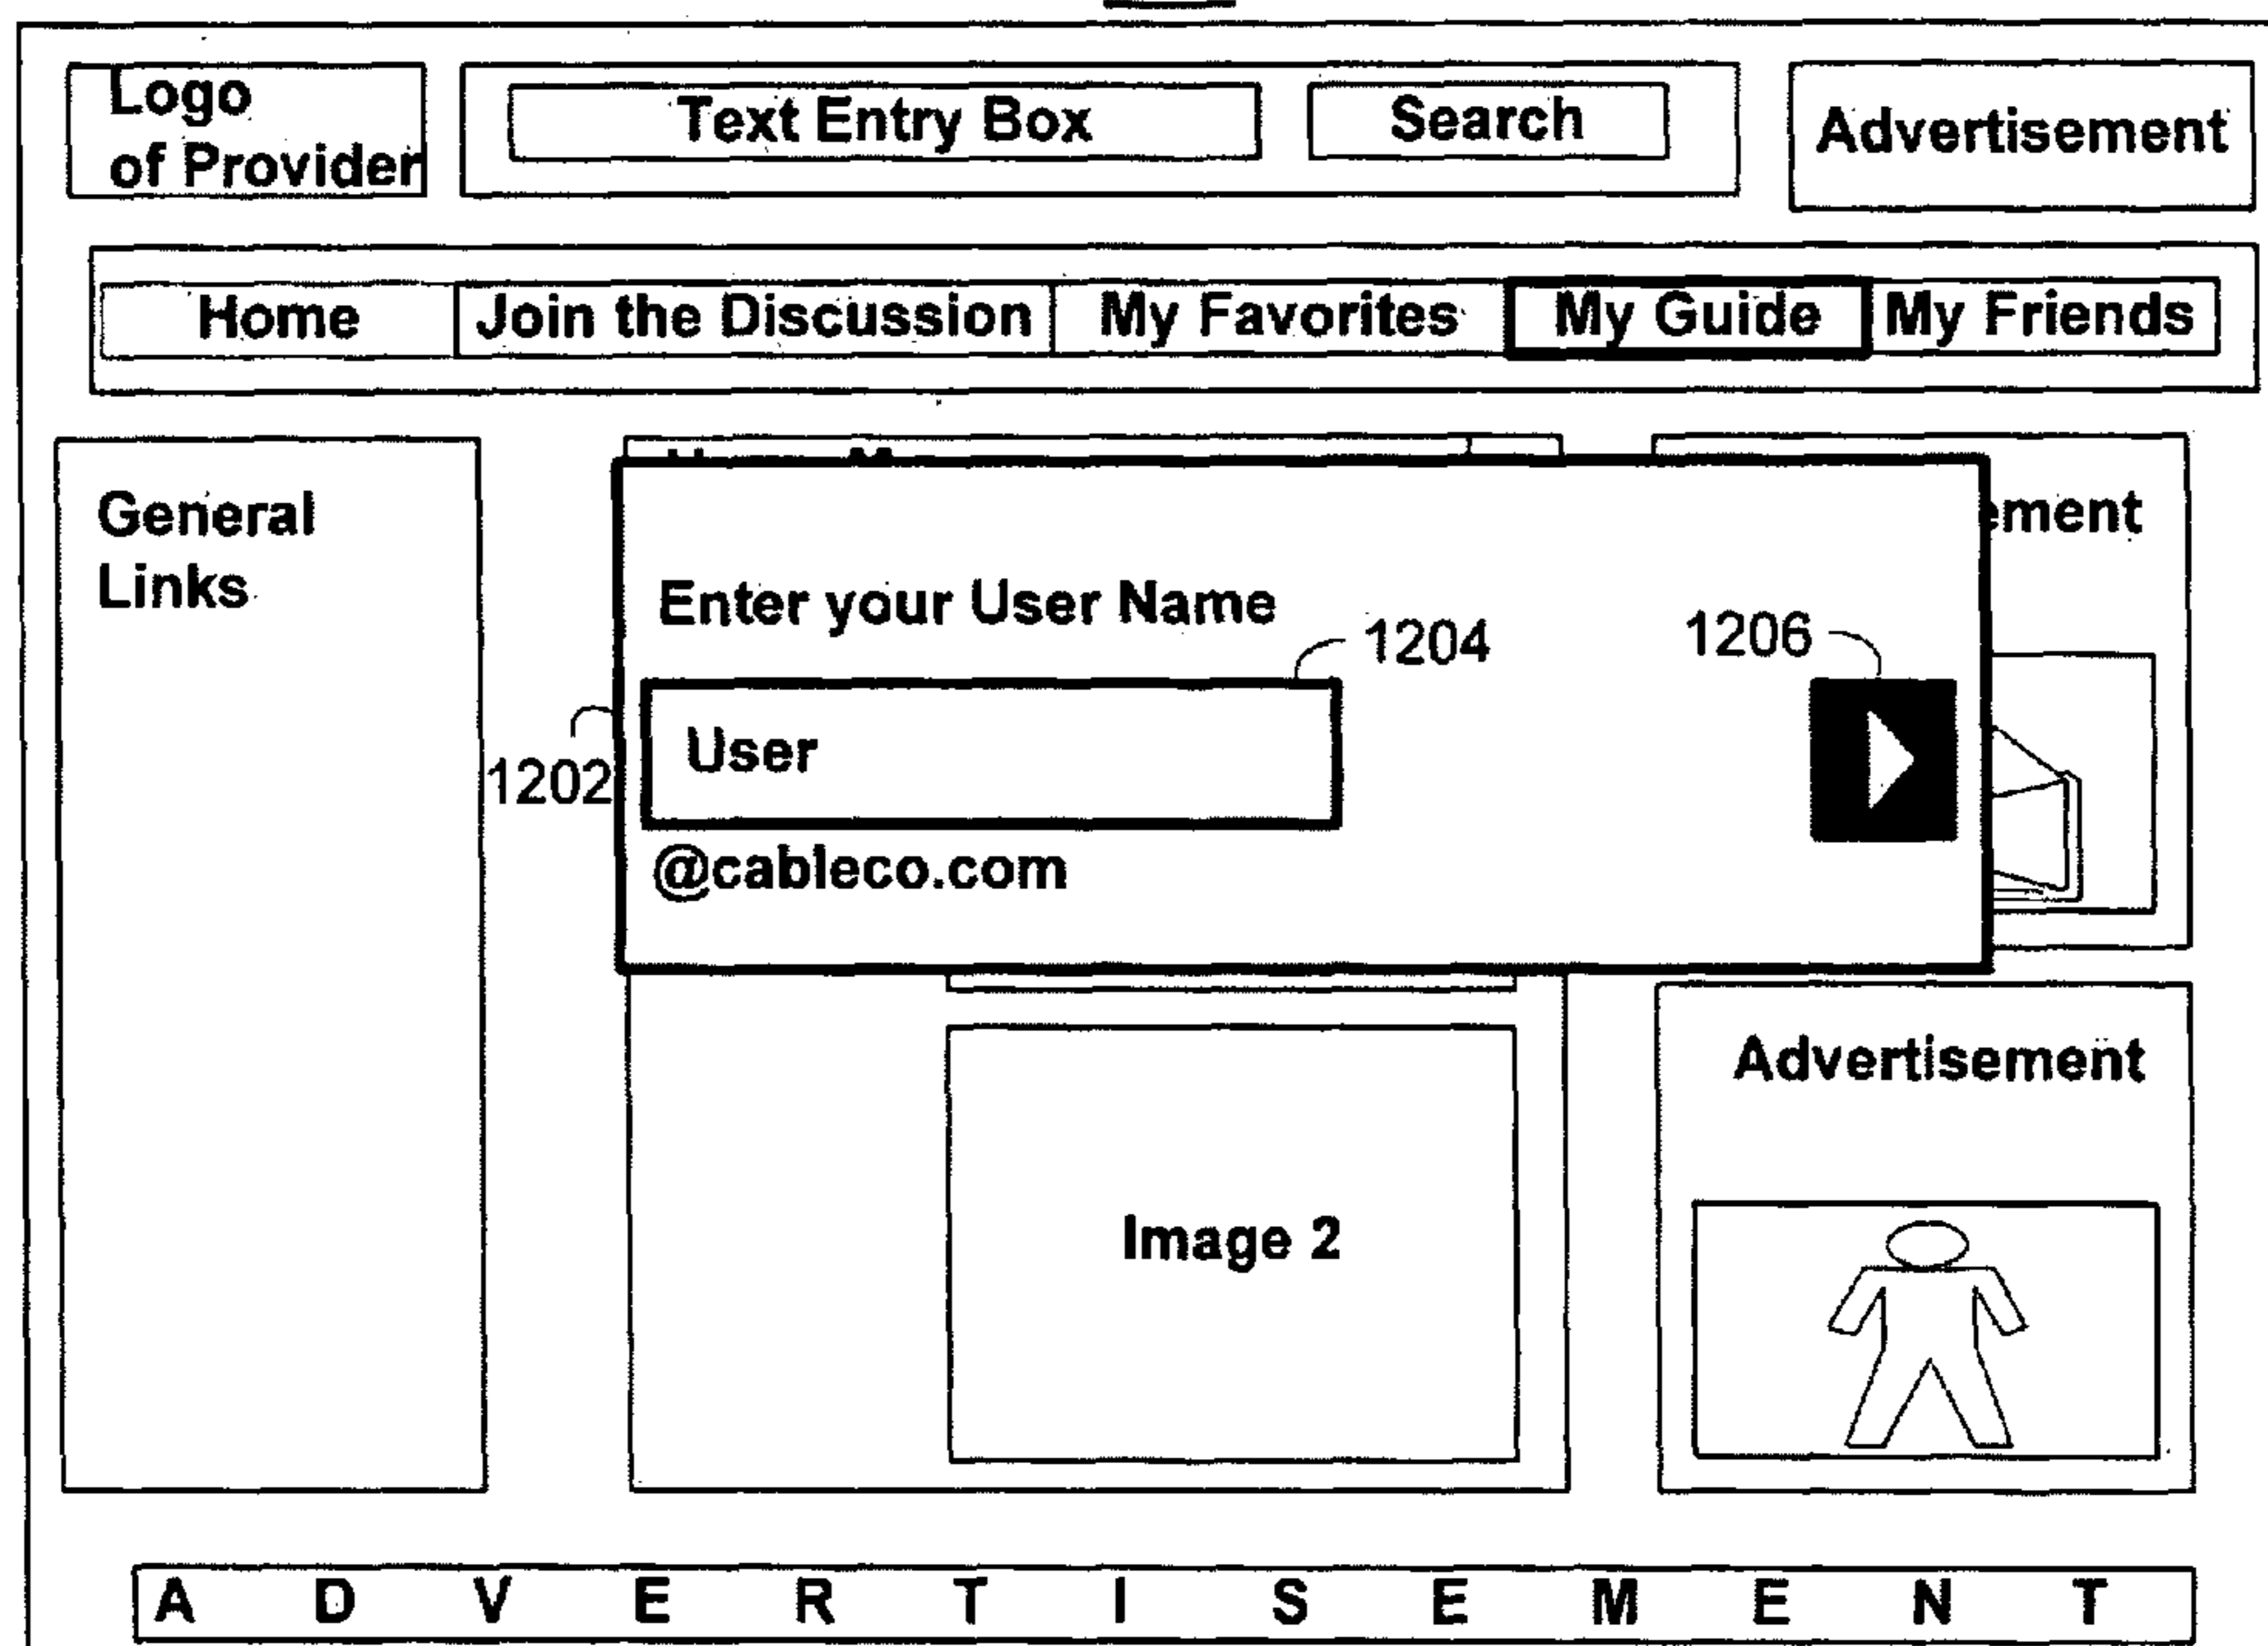 Logo
of Provider
Text Entry Box
Search
Advertisement
Home
Join the Discussion
My Favorites
My Guide
My Friends
General
Links
ement
Enter your User Name
1204
1206
1202
User
@cableco.com
Advertisement
Image 2
A D V E R T I S E M E N T